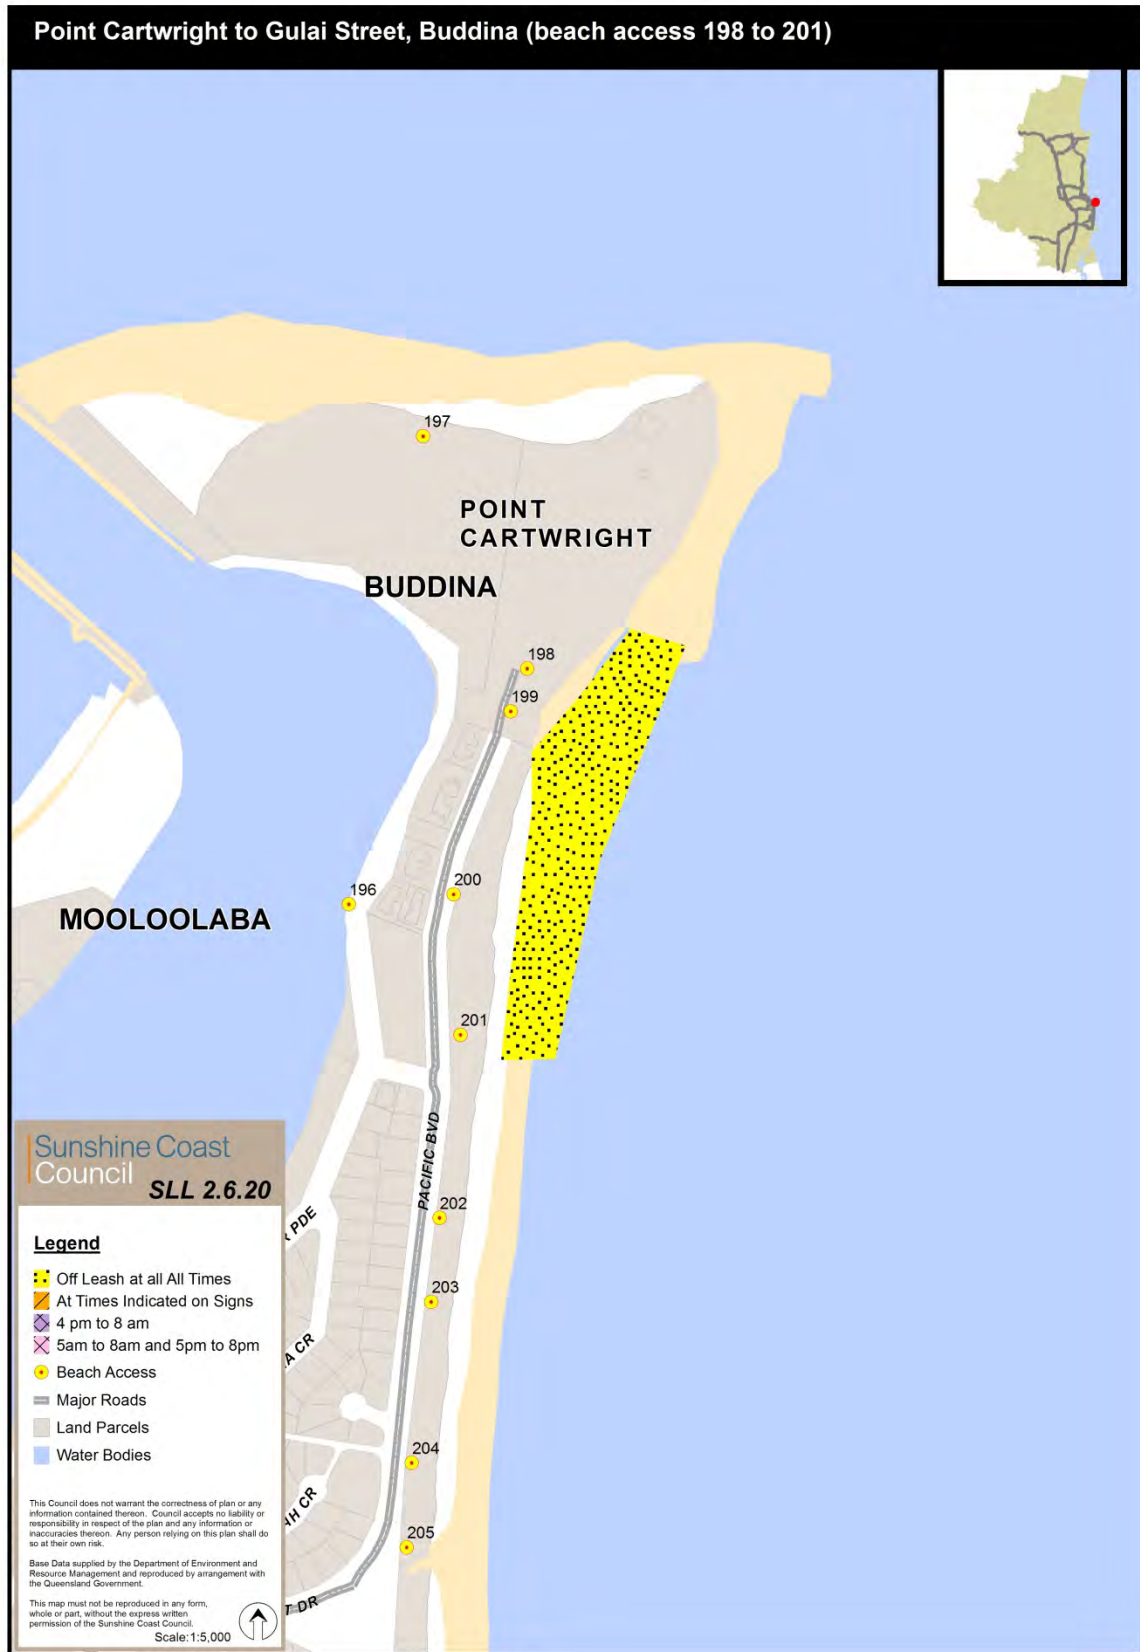 Point Cartwright to Gulai Street, Buddina (beach access 198 to 201)
197
POINT
CARTWRIGHT
BUDDINA
198
199
200
196
MOOLOOLABA
201
PACIFIC BVD
202
203
204
205
PDE
CR
CR
DR
Sunshine Coast
Council
SLL 2.6.20
Legend
Off Leash at all All Times
At Times Indicated on Signs
4 pm to 8 am
5am to 8am and 5pm to 8pm
Beach Access
Major Roads
Land Parcels
Water Bodies
This Council does not warrant the correctness of plan or any
information contained thereon. Council accepts no liability or
responsibility in respect of the plan and any information or
inaccuracies thereon. Any person relying on this plan shall do
so at their own risk.
Base Data supplied by the Department of Environment and
Resource Management and reproduced by arrangement with
the Queensland Government.
This map must not be reproduced in any form,
whole or part, without the express written
permission of the Sunshine Coast Council.
Scale:1:5,000